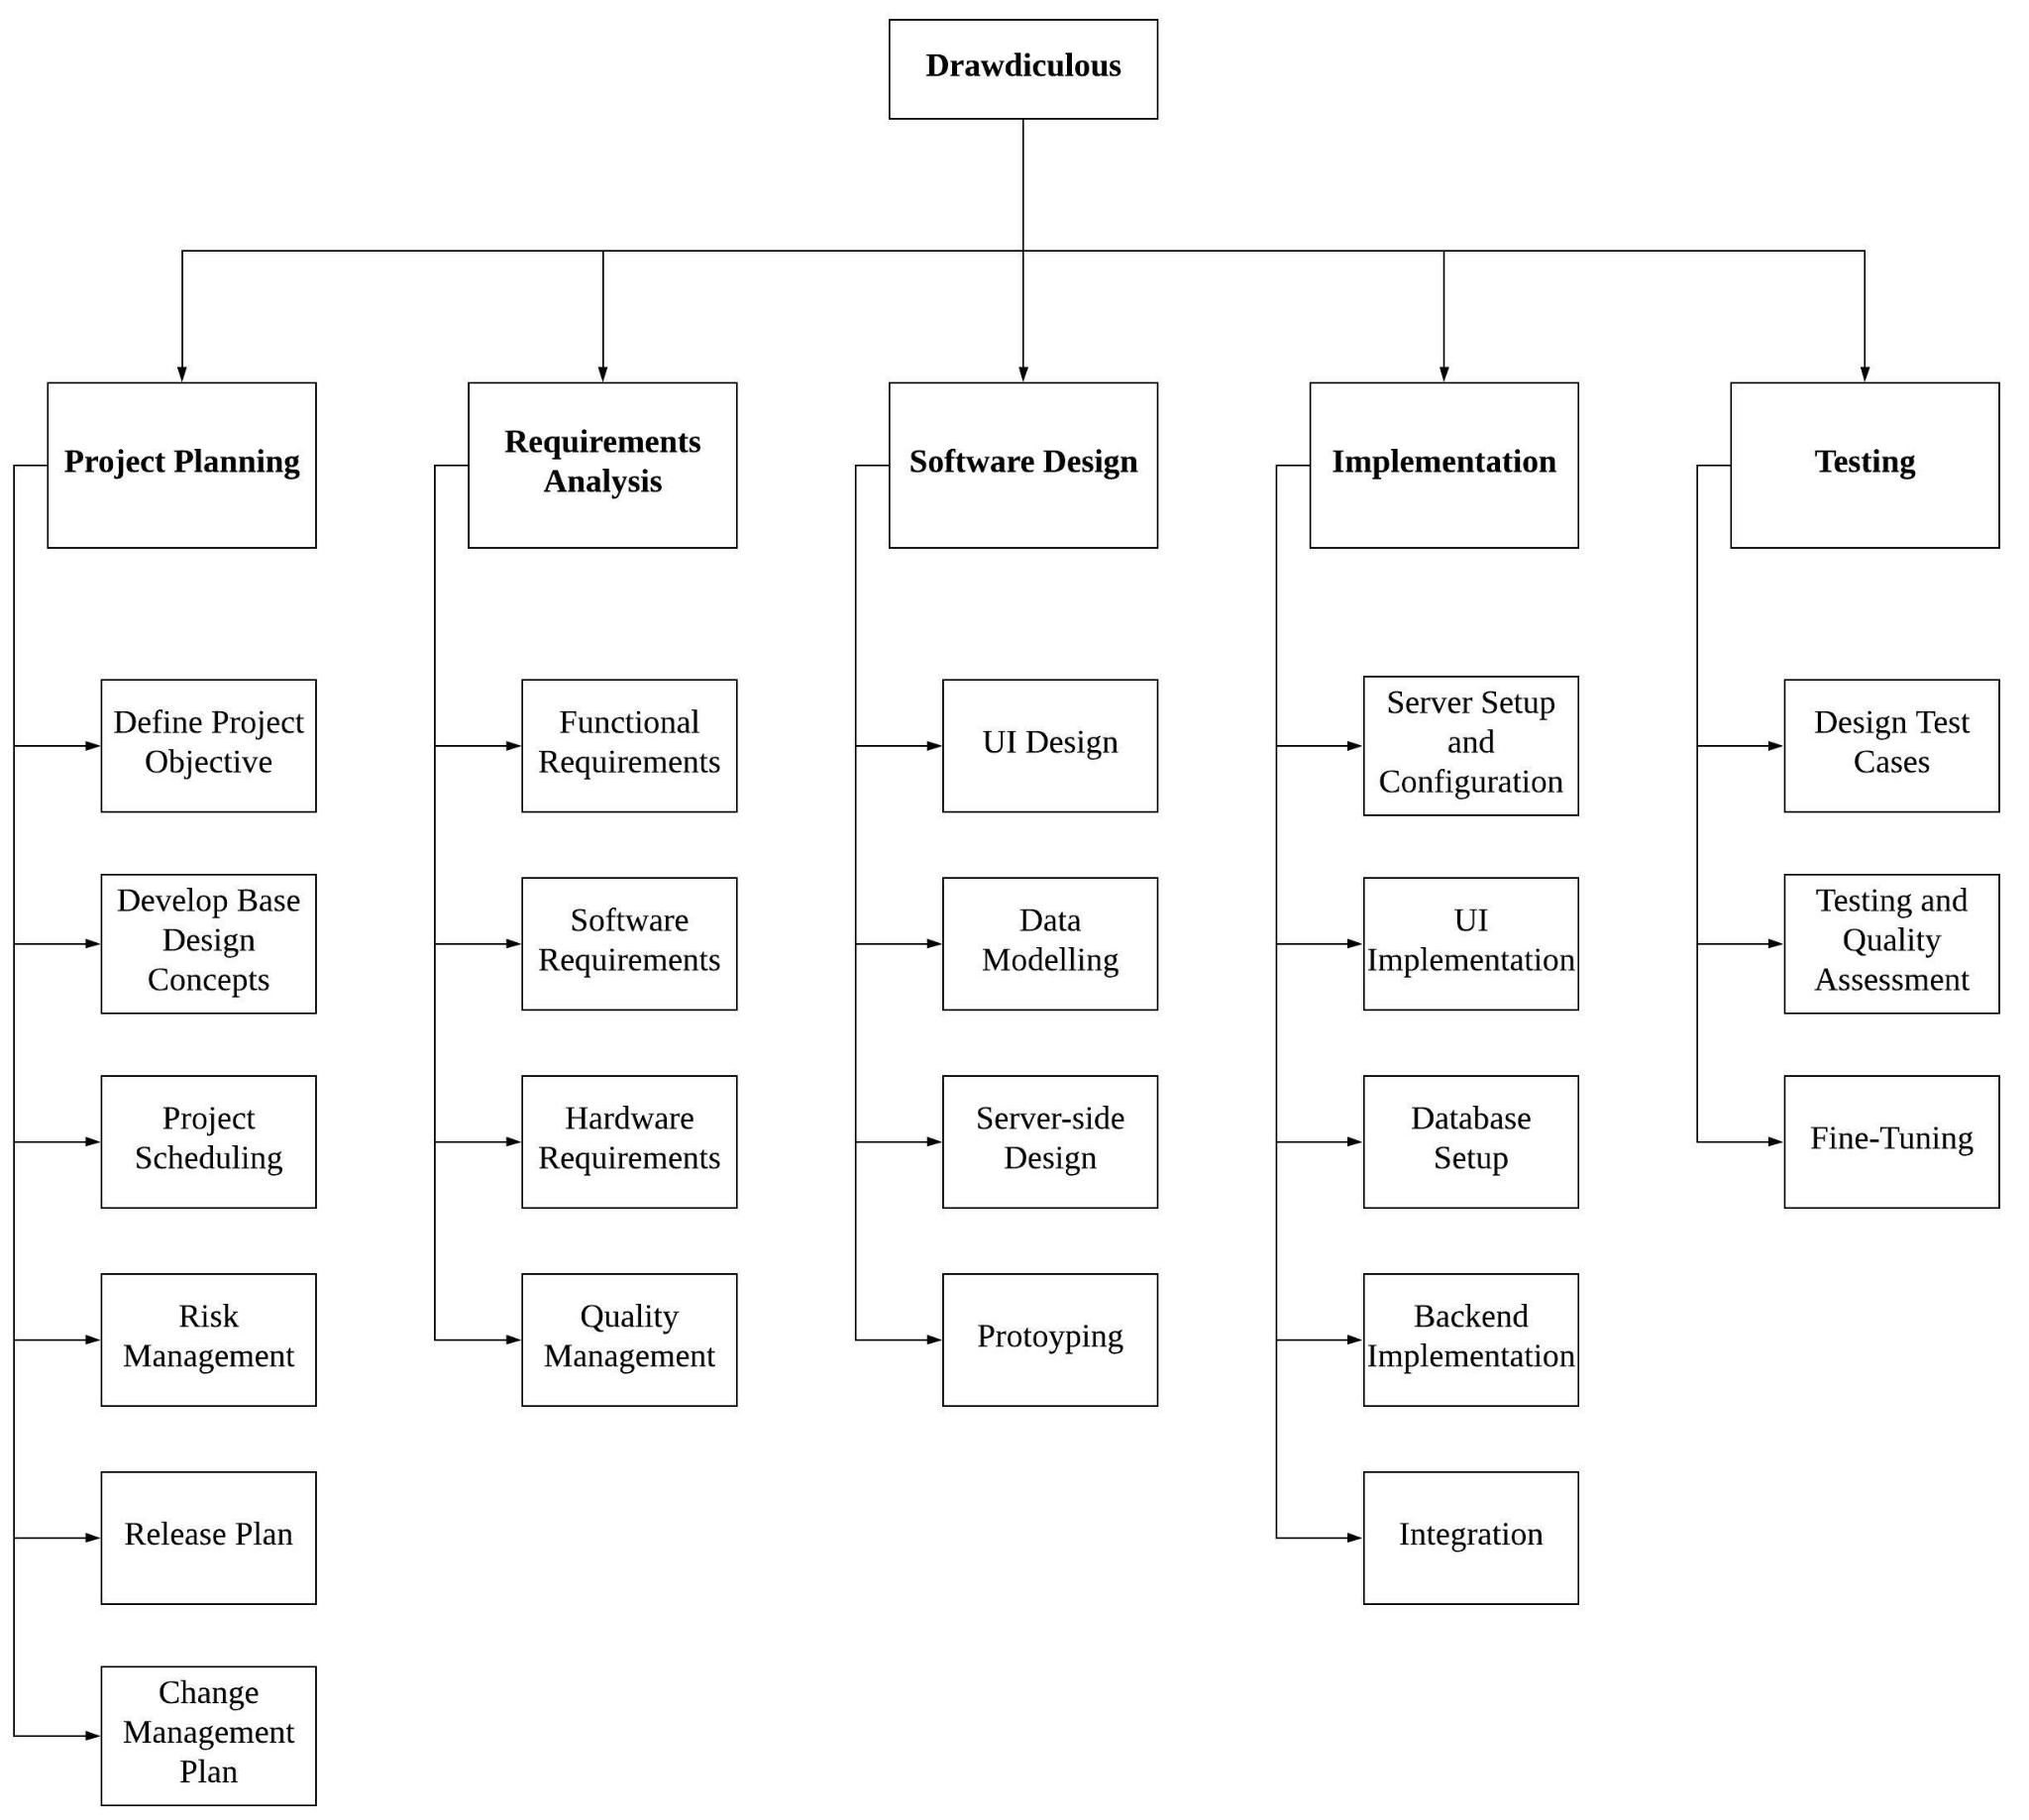 Drawdiculous
Project Planning
Define Project
Objective
Develop Base
Design
Concepts
Project
Scheduling
Risk
Management
Release Plan
Change
Management
Plan
Requirements
Analysis
Functional
Requirements
Software
Requirements
Hardware
Requirements
Quality
Management
Software Design
UI Design
Data
Modelling
Server-side
Design
Protoyping
Implementation
Server Setup
and
Configuration
UI
Implementation
Database
Setup
Backend
Implementation
Integration
Testing
Design Test
Cases
Testing and
Quality
Assessment
Fine-Tuning